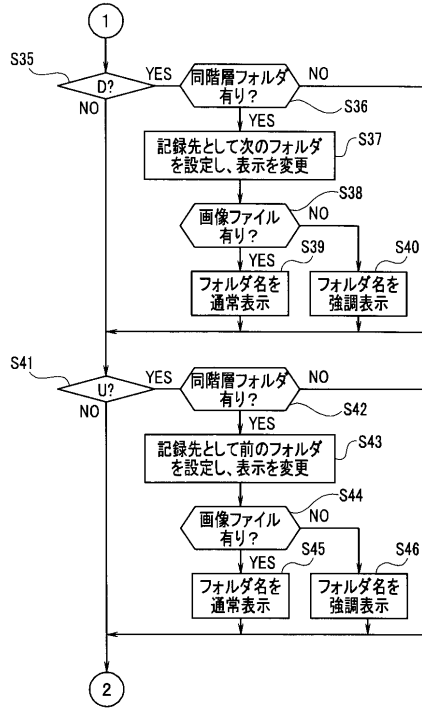 1
S35
D?
YES
NO
同階層フォルダ
有り?
NO
S36
YES
記録先として次のフォルダ
を設定し、表示を変更
S37
S38
画像ファイル
有り?
NO
YES
S39
フォルダ名を
通常表示
S40
フォルダ名を
強調表示
S41
U?
YES
NO
同階層フォルダ
有り?
NO
S42
YES
記録先として前のフォルダ
を設定し、表示を変更
S43
S44
画像ファイル
有り?
NO
YES
S45
フォルダ名を
通常表示
S46
フォルダ名を
強調表示
2